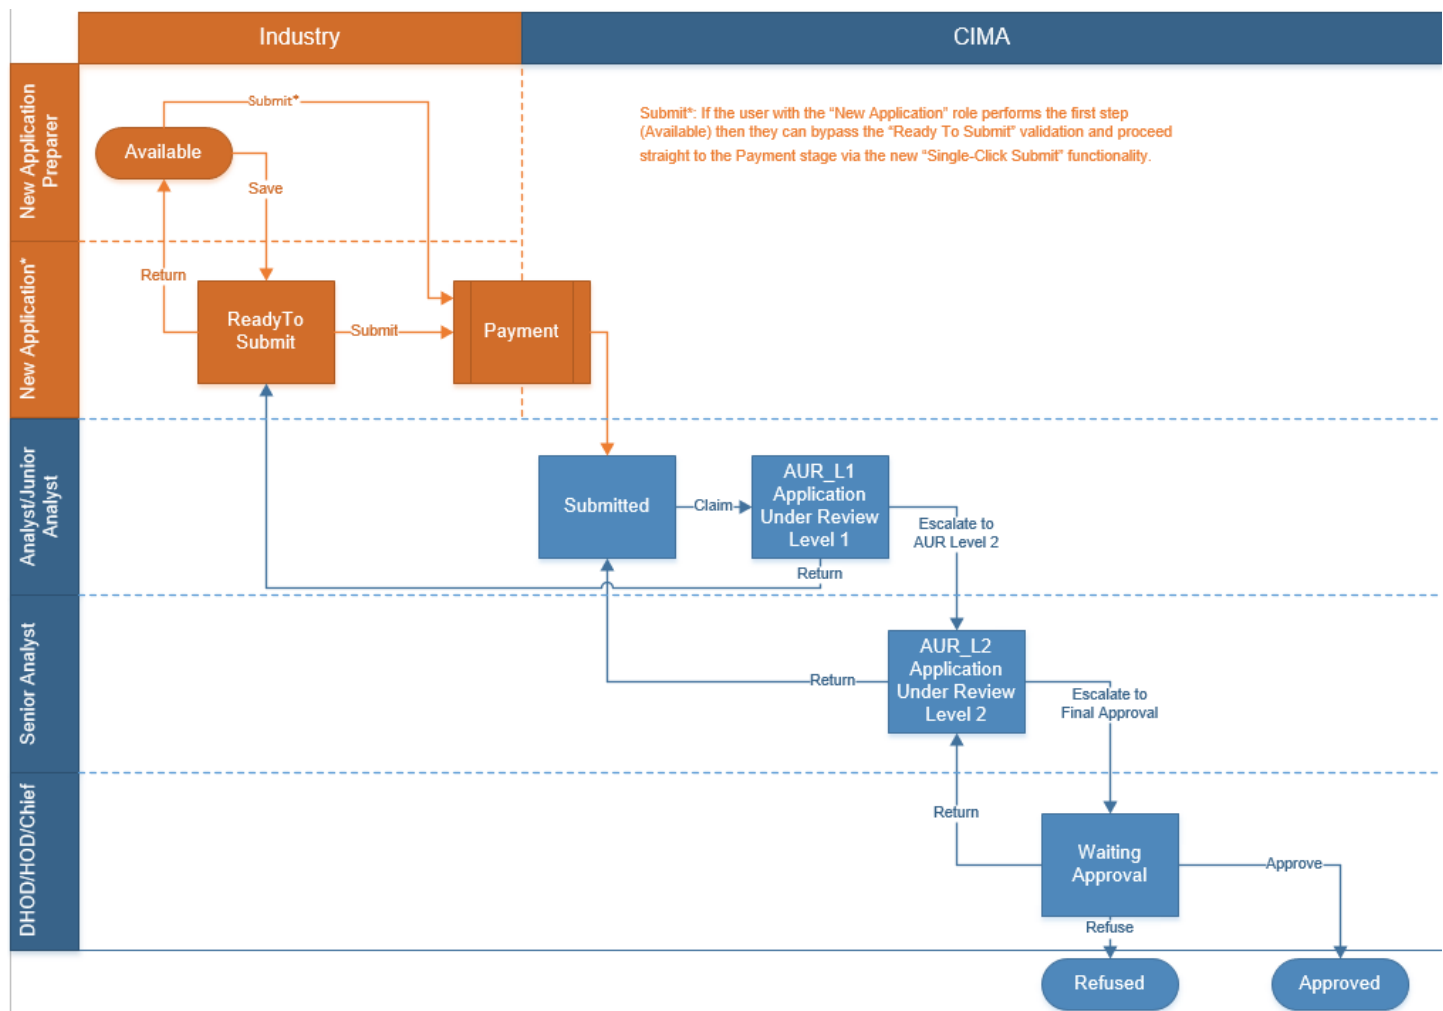 Industry
CIMA
New Application
Preparer
Submit*
Available
Save
Submit*: If the user with the “New Application” role performs the first step
(Available) then they can bypass the “Ready To Submit” validation and proceed
straight to the Payment stage via the new “Single-Click Submit” functionality.
New Application*
Return
ReadyTo
Submit
Submit
Payment
Analyst/Junior
Analyst
Submitted
Claim
AUR_L1
Application
Under Review
Level 1
Escalate to
AUR Level 2
Return
Senior Analyst
Return
AUR_L2
Application
Under Review
Level 2
Escalate to
Final Approval
DHOD/HOD/Chief
Return
Waiting
Approval
Approve
Refuse
Refused
Approved